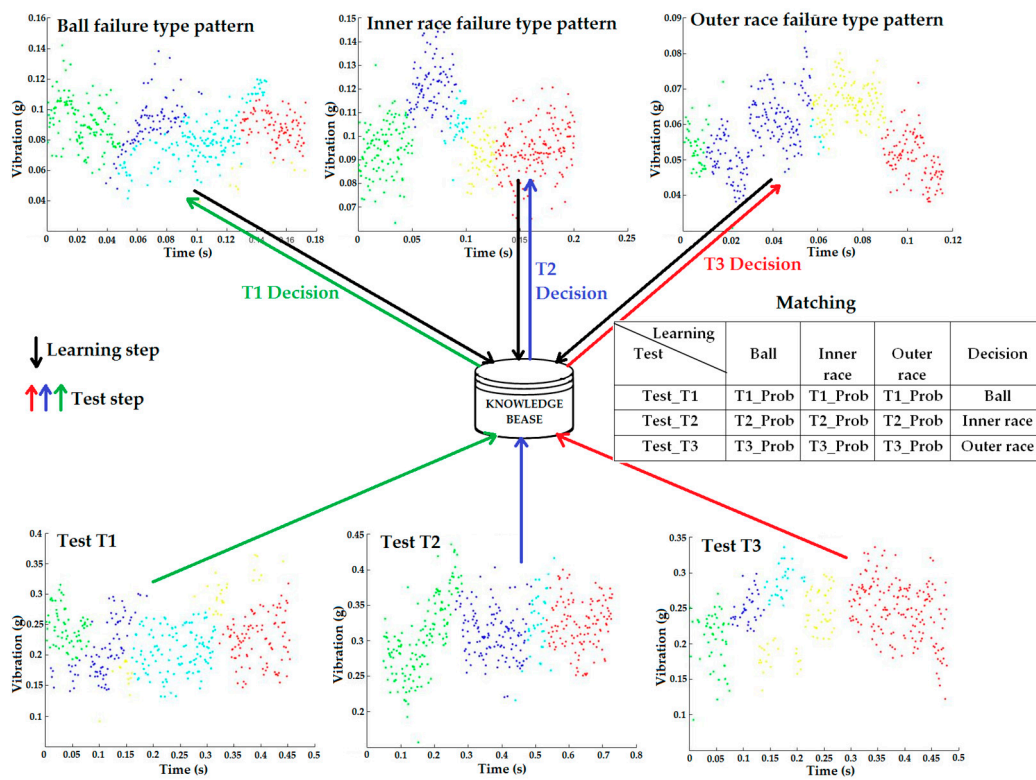 Ball failure type pattern
0.16
0.14
0.12
0.1
0.08
0.06
0.04
Vibration (g)
0
0.02
0.04
0.06
0.08
0.1
0.12
0.14
0.16
0.18
Time (s)
Inner race failure type pattern
0.14
0.13
0.12
0.11
0.1
0.09
0.08
0.07
Vibration (g)
0
0.05
0.1
0.15
0.2
0.25
Time (s)
Outer race failure type pattern
0.09
0.08
0.07
0.06
0.05
0.04
Vibration (g)
0
0.02
0.04
0.06
0.08
0.1
0.12
Time (s)
T1 Decision
T2
Decision
T3 Decision
Learning step
Test step
KNOWLEDGE
BEASE
Matching
Learning
Test
Ball
Inner
race
Outer
race
Decision
Test_T1 T1_Prob T1_Prob T1_Prob Ball
Test_T2 T2_Prob T2_Prob T2_Prob Inner race
Test_T3 T3_Prob T3_Prob T3_Prob Outer race
Test T1
0.4
0.35
0.3
0.25
0.2
0.15
0.1
Vibration (g)
0
0.05
0.1
0.15
0.2
0.25
0.3
0.35
0.4
0.45
0.5
Time (s)
Test T2
0.45
0.4
0.35
0.3
0.25
0.2
0.15
Vibration (g)
0
0.1
0.2
0.3
0.4
0.5
0.6
0.7
0.8
Time (s)
Test T3
0.3
0.2
0.1
Vibration (g)
0
0.05
0.1
0.15
0.2
0.25
0.3
0.35
0.4
0.45
0.5
Time (s)